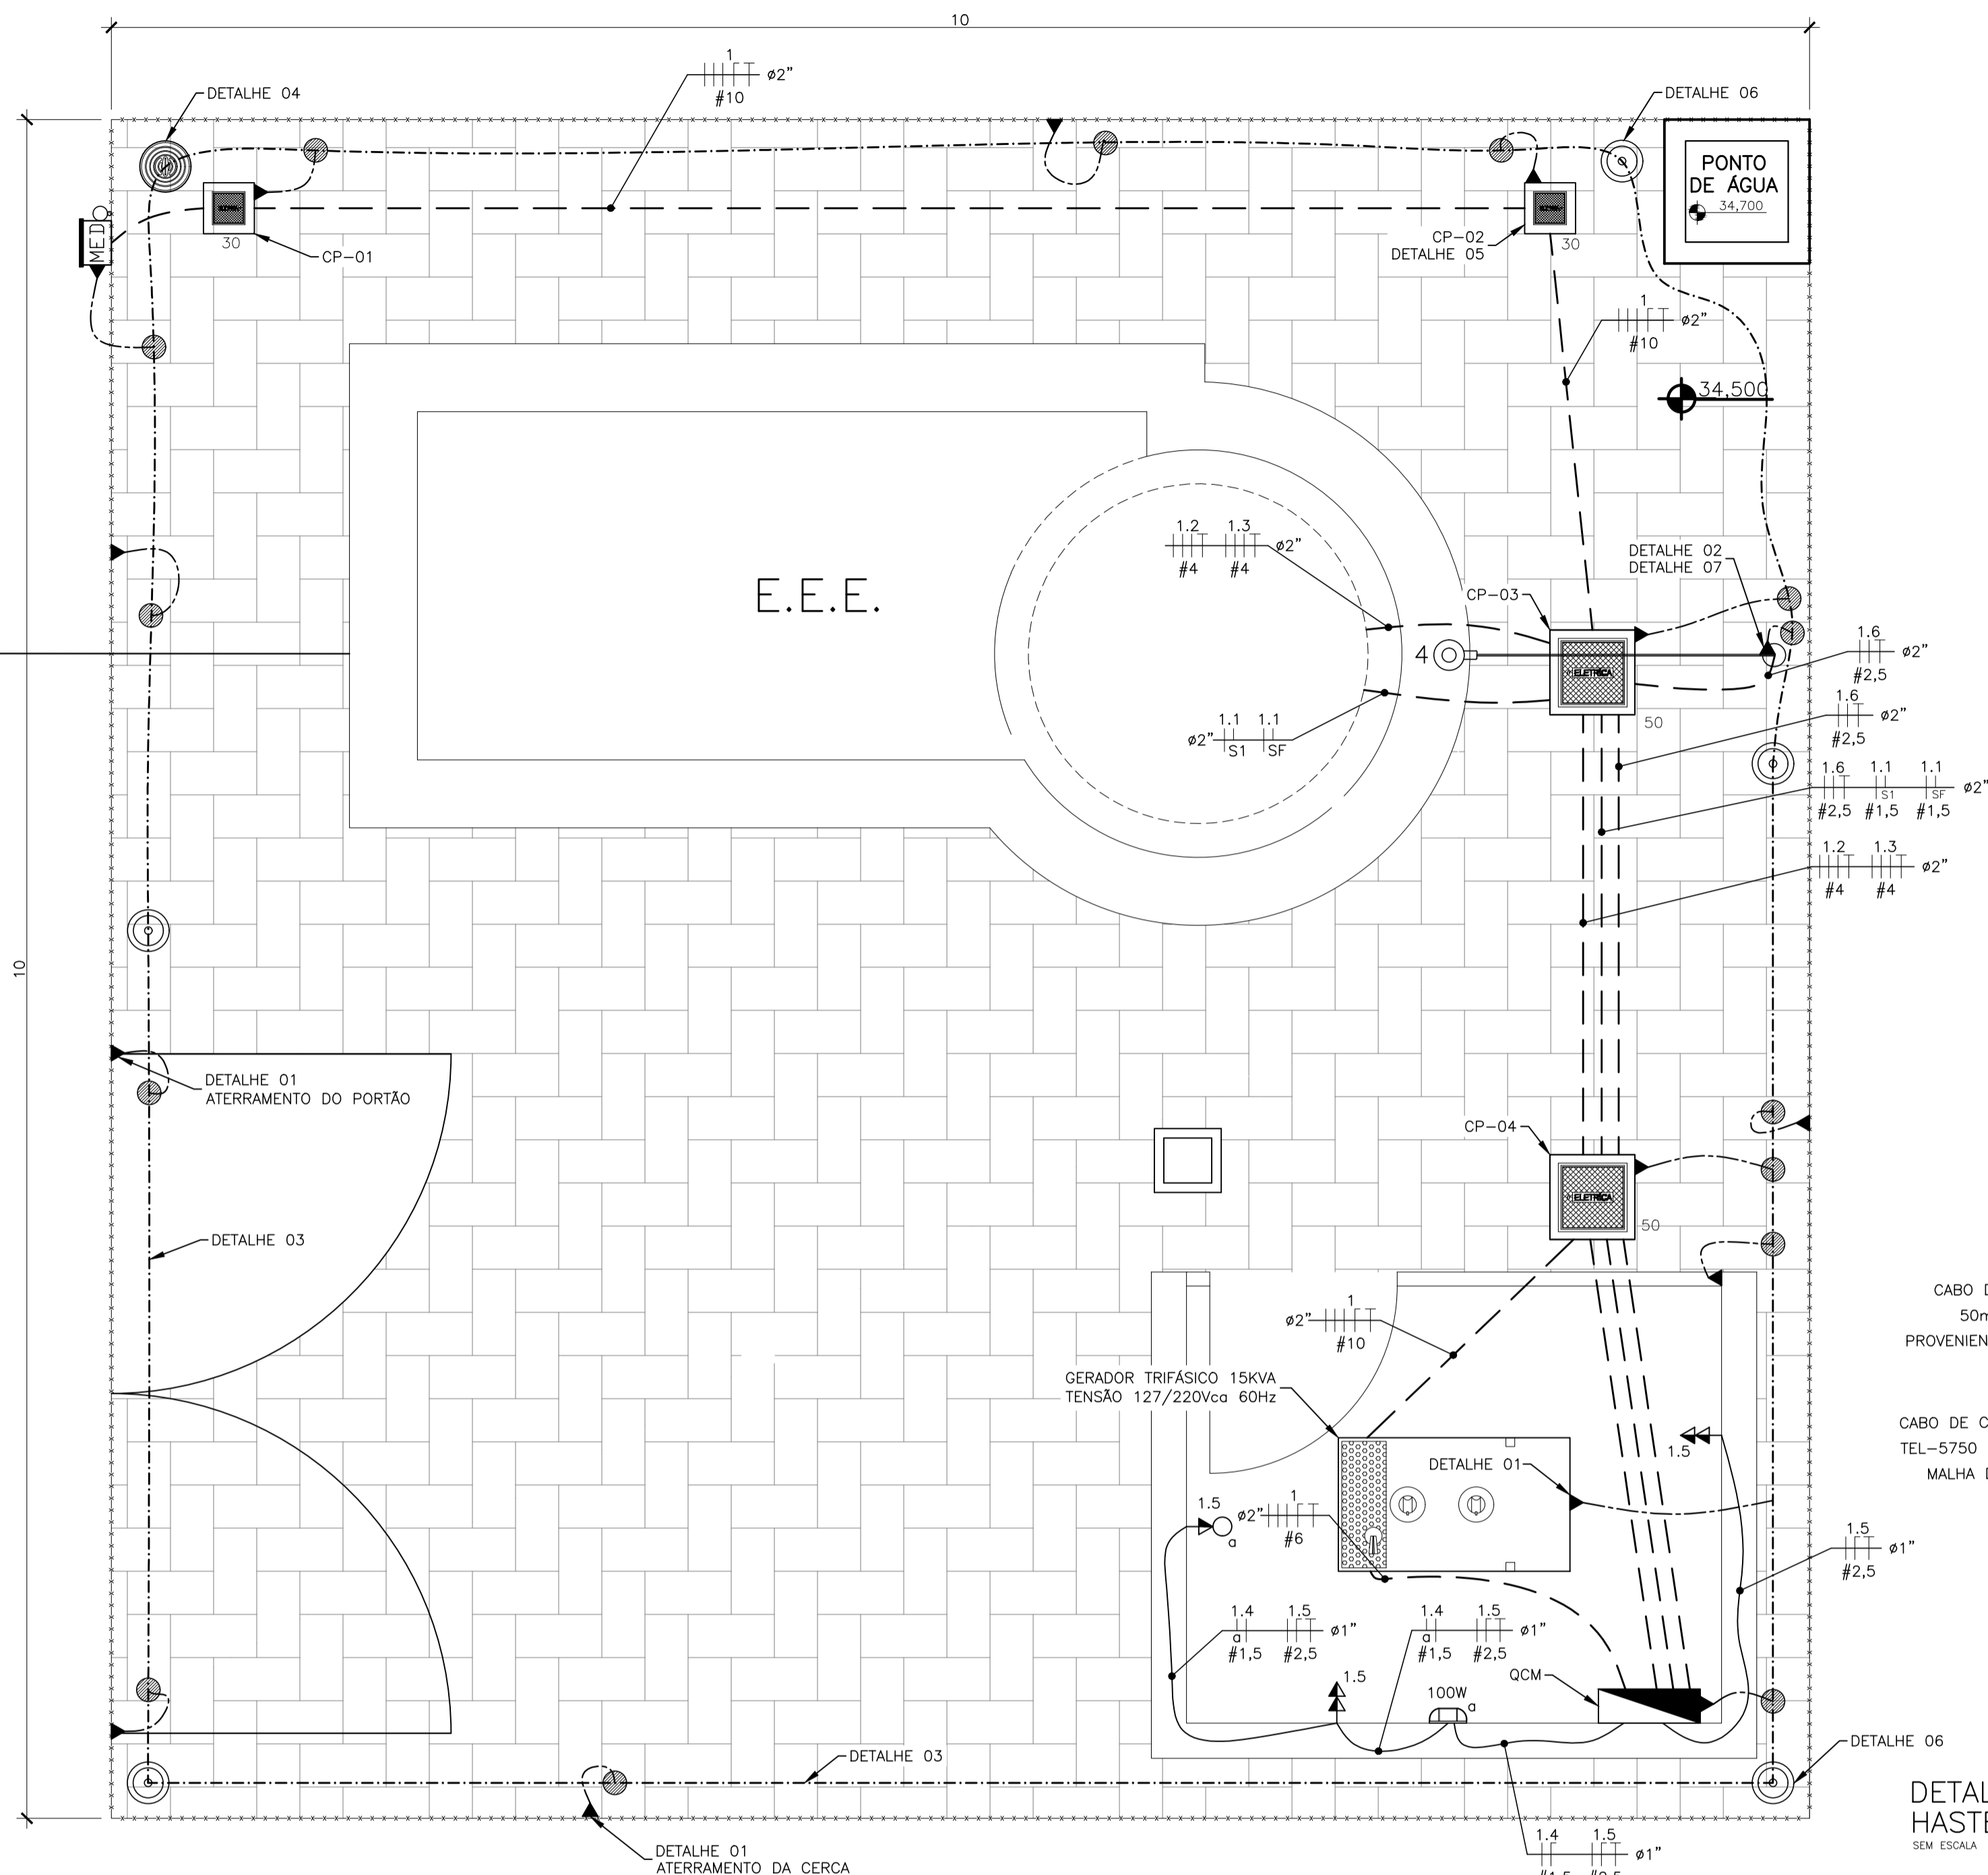 10
1
ø2"
#10
DETALHE 04
DETALHE 06
PONTO
DE ÁGUA
34,700
MED
30
CP-01
CP-02
DETALHE 05
30
1
ø2"
#10
34,500
1.2 1.3
ø2"
#4 #4
DETALHE 02
DETALHE 07
CP-03
E.E.E.
4
ELETRICA
1.6
ø2"
#2,5
1.6
ø2"
#2,5
50
1.1 1.1
ø2"
S1 SF
1.6 1.1 1.1
S1 SF ø2"
#2,5 #1,5 #1,5
1.2 1.3
ø2"
#4 #4
10
DETALHE 01
ATERRAMENTO DO PORTÃO
CP-04
ELETRICA
50
DETALHE 03
CABO D
50m
PROVENIEN
1
ø2"
#10
GERADOR TRIFÁSICO 15KVA
TENSÃO 127/220Vca 60Hz
CABO DE C
TEL-5750
MALHA D
1.5
DETALHE 01
1.5
a
1
ø2"
#6
1.5
ø1"
#2,5
1.4 1.5
a ø1"
#1,5 #2,5
1.4 1.5
a ø1"
#1,5 #2,5
1.5
100W
a
QCM
DETALHE 03
DETALHE 06
DETAL
HASTE
SEM ESCALA
DETALHE 01
ATERRAMENTO DA CERCA
1.4 1.5
ø1"
#1,5 #2,5